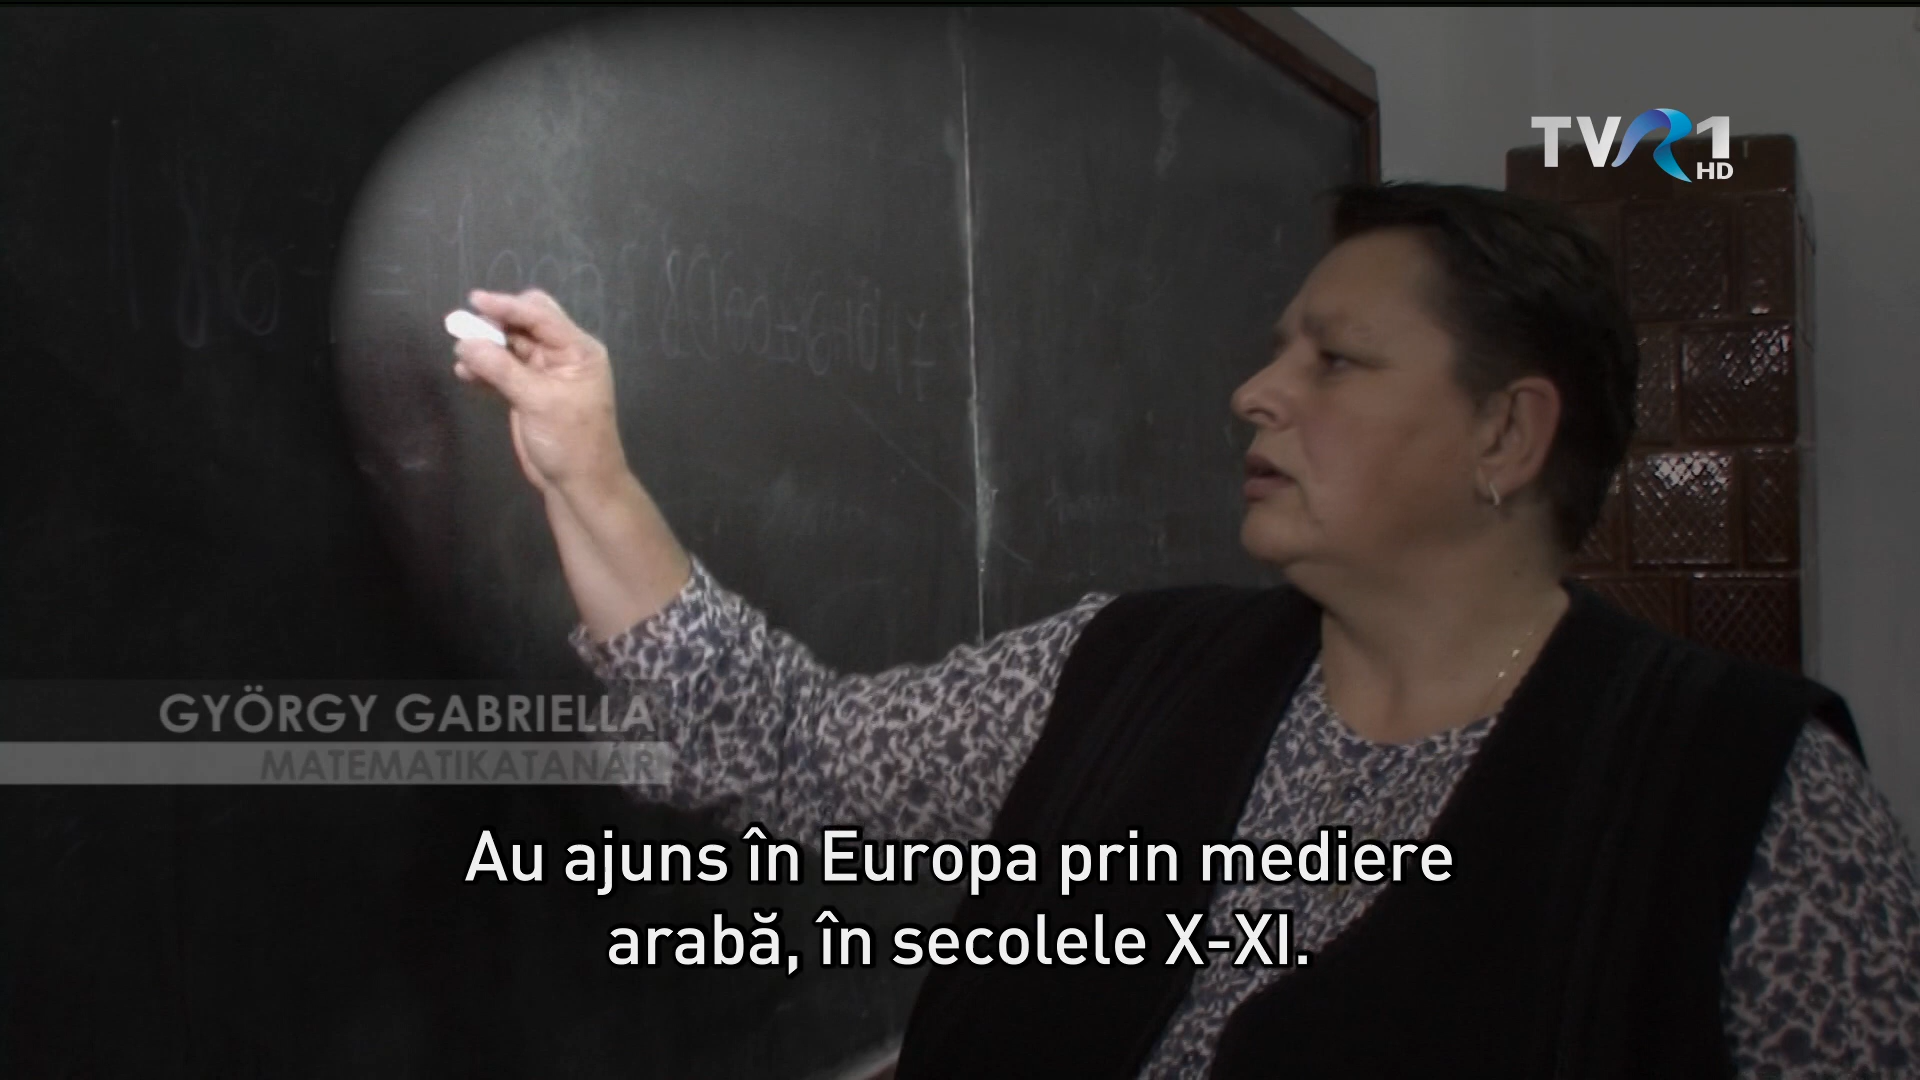 TVR1
HD
GYÖRGY GABRIELLA
MATEMATIKATANÁR
Au ajuns în Europa prin mediere
arabă, în secolele X-XI.